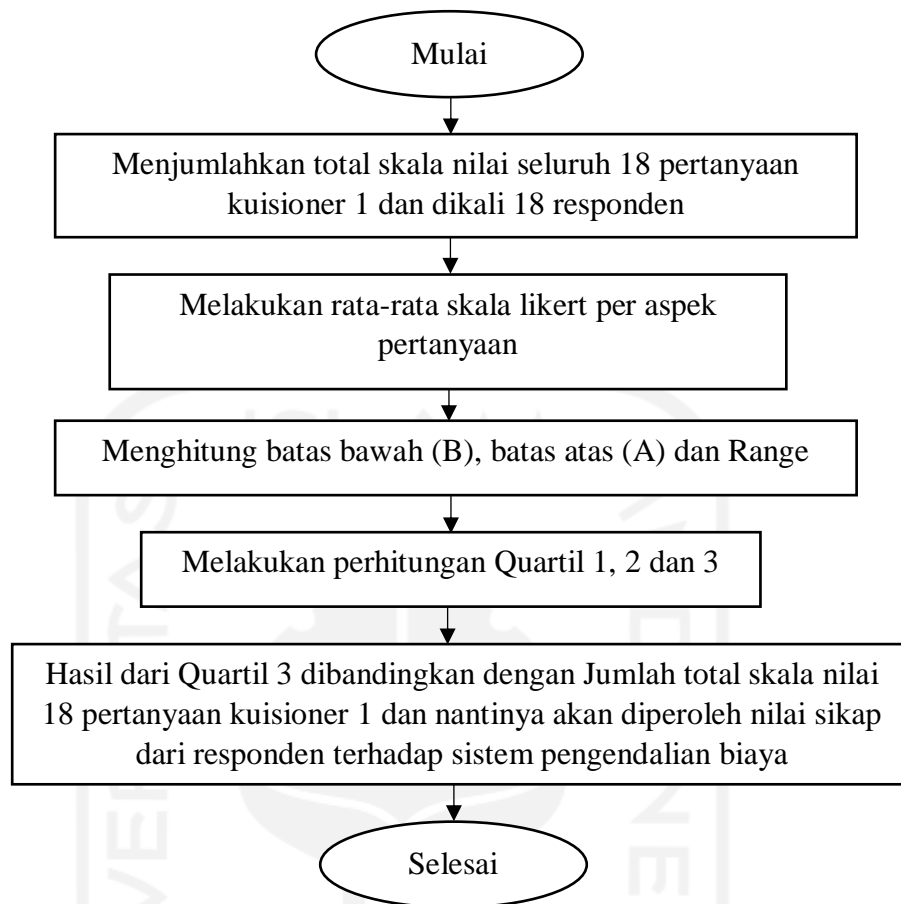 Mulai
Menjumlahkan total skala nilai seluruh 18 pertanyaan
kuisioner 1 dan dikali 18 responden
Melakukan rata-rata skala likert per aspek
pertanyaan
Menghitung batas bawah (B), batas atas (A) dan Range
Melakukan perhitungan Quartil 1, 2 dan 3
Hasil dari Quartil 3 dibandingkan dengan Jumlah total skala nilai
18 pertanyaan kuisioner 1 dan nantinya akan diperoleh nilai sikap
dari responden terhadap sistem pengendalian biaya
Selesai